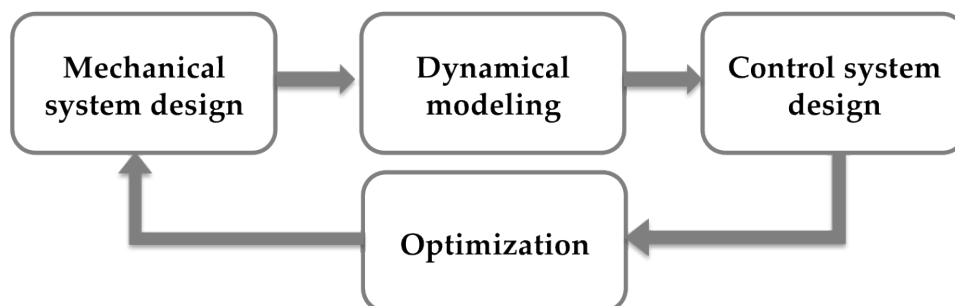 Mechanical
system design
Dynamical
modeling
Control system
design
Optimization